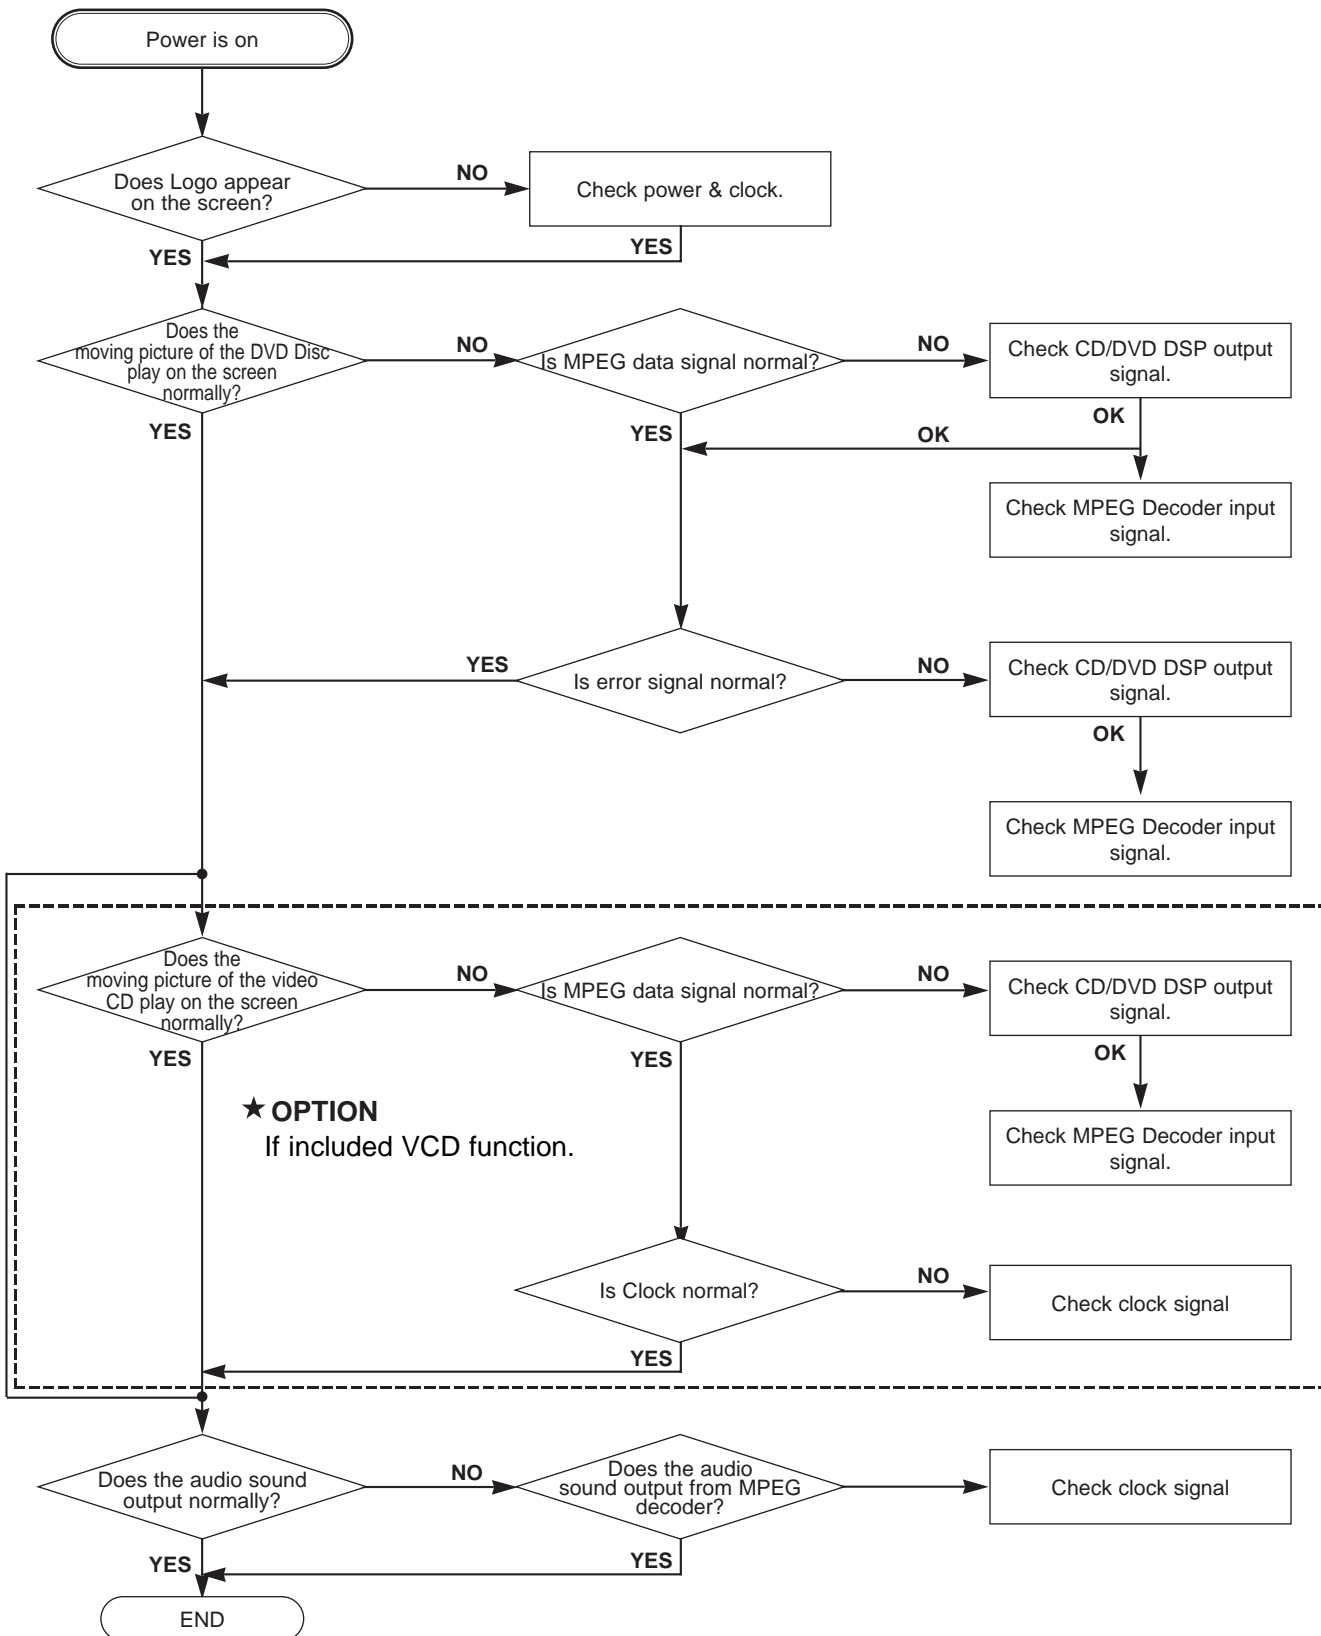 Power is on
Does Logo appear
on the screen?
NO
Check power & clock.
YES
YES
Does the
moving picture of the DVD Disc
play on the screen
normally?
NO
Is MPEG data signal normal?
NO
Check CD/DVD DSP output
signal.
YES
YES
OK
OK
Check MPEG Decoder input
signal.
YES
Is error signal normal?
NO
Check CD/DVD DSP output
signal.
OK
Check MPEG Decoder input
signal.
Does the
moving picture of the video
CD play on the screen
normally?
NO
Is MPEG data signal normal?
NO
Check CD/DVD DSP output
signal.
YES
YES
OK
★ OPTION
If included VCD function.
Check MPEG Decoder input
signal.
Is Clock normal?
NO
Check clock signal
YES
Does the audio sound
output normally?
NO
Does the audio
sound output from MPEG
decoder?
Check clock signal
YES
YES
END